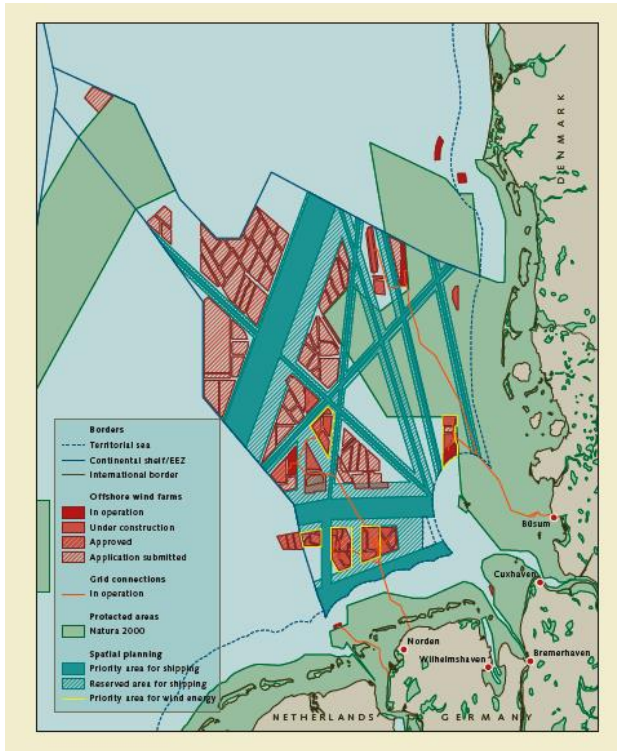 DENMARK
Borders
Territorial sea
Continental shelf/EEZ
International border
Offshore wind farms
In operation
Under construction
Approved
Application submitted
Grid connections
In operation
Protected areas
Natura 2000
Spatial planning
Priority area for shipping
Reserved area for shipping
Priority area for wind energy
Büsum
Cuxhaven
Norden
Wilhelmshaven
Bremerhaven
NETHERLANDS
GERMANY